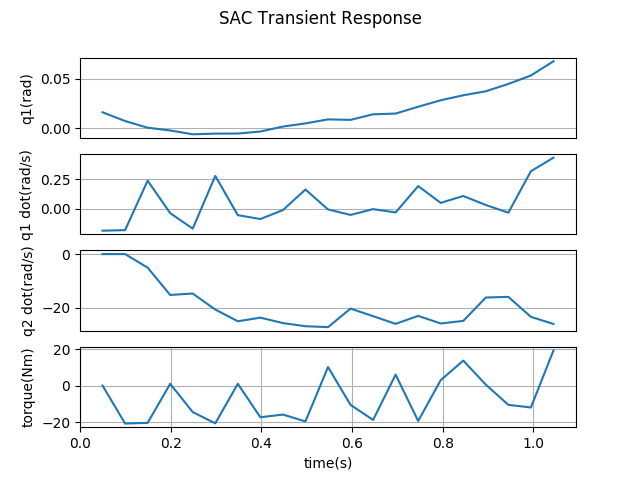 SAC Transient Response
0.05
0.00
q1(rad)
0.25
0.00
q1 dot(rad/s)
0
−20
q2 dot(rad/s)
20
0
−20
torque(Nm)
0.0 0.2 0.4 0.6 0.8 1.0
time(s)